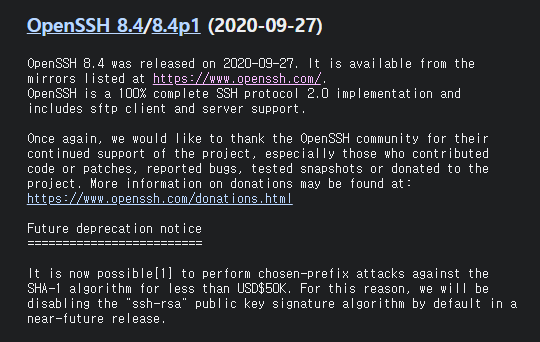 OpenSSH 8.4/8.4p1 (2020-09-27)
OpenSSH 8.4 was released on 2020-09-27. It is available from the
mirrors listed at https://www.openssh.com/.
OpenSSH is a 100% complete SSH protocol 2.0 implementation and
includes sftp client and server support.
Once again, we would like to thank the OpenSSH community for their
continued support of the project, especially those who contributed
code or patches, reported bugs, tested snapshots or donated to the
project. More information on donations may be found at:
https://www.openssh.com/donations.html
Future deprecation notice
=========================
It is now possible[1] to perform chosen-prefix attacks against the
SHA-1 algorithm for less than USD$50K. For this reason, we will be
disabling the "ssh-rsa" public key signature algorithm by default in a
near-future release.